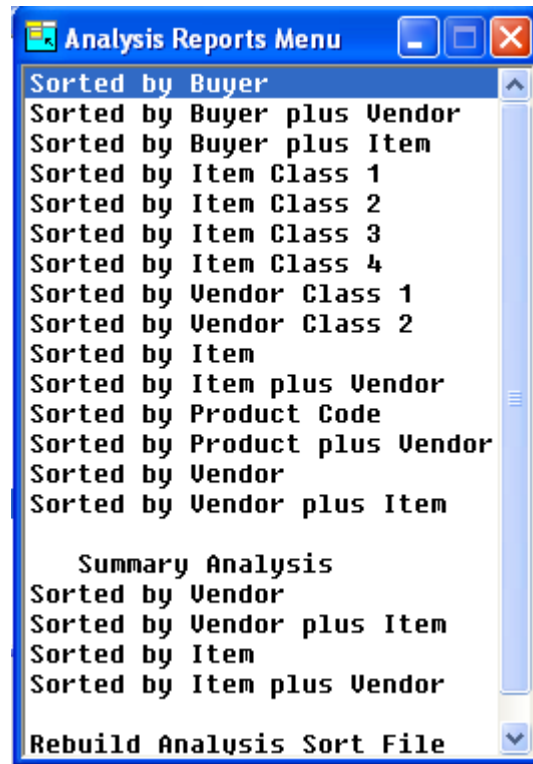 Analysis Reports Menu
Sorted by Buyer
Sorted by Buyer plus Vendor
Sorted by Buyer plus Item
Sorted by Item Class 1
Sorted by Item Class 2
Sorted by Item Class 3
Sorted by Item Class 4
Sorted by Vendor Class 1
Sorted by Vendor Class 2
Sorted by Item
Sorted by Item plus Vendor
Sorted by Product Code
Sorted by Product plus Vendor
Sorted by Vendor
Sorted by Vendor plus Item
Summary Analysis
Sorted by Vendor
Sorted by Vendor plus Item
Sorted by Item
Sorted by Item plus Vendor
Rebuild Analysis Sort File